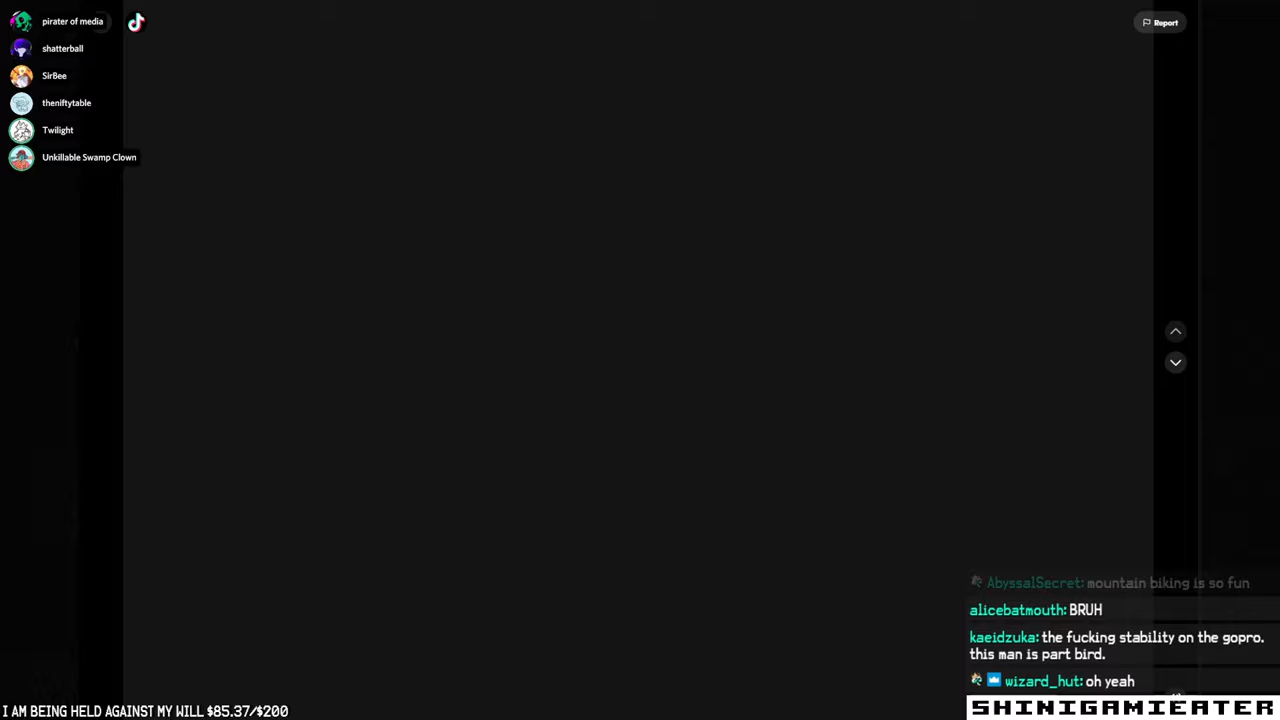 pirater of media
Report
shatterball
SirBee
theniftytable
Twilight
Unkillable Swamp Clown
AbyssalSecret: mountain biking is so fun
alicebatmouth: BRUH
kaeidzuka: the fucking stability on the gopro.
this man is part bird.
wizard_hut: oh yeah
I AM BEING HELD AGAINST MY WILL $85.37/$200
SHINIGAMIEATER